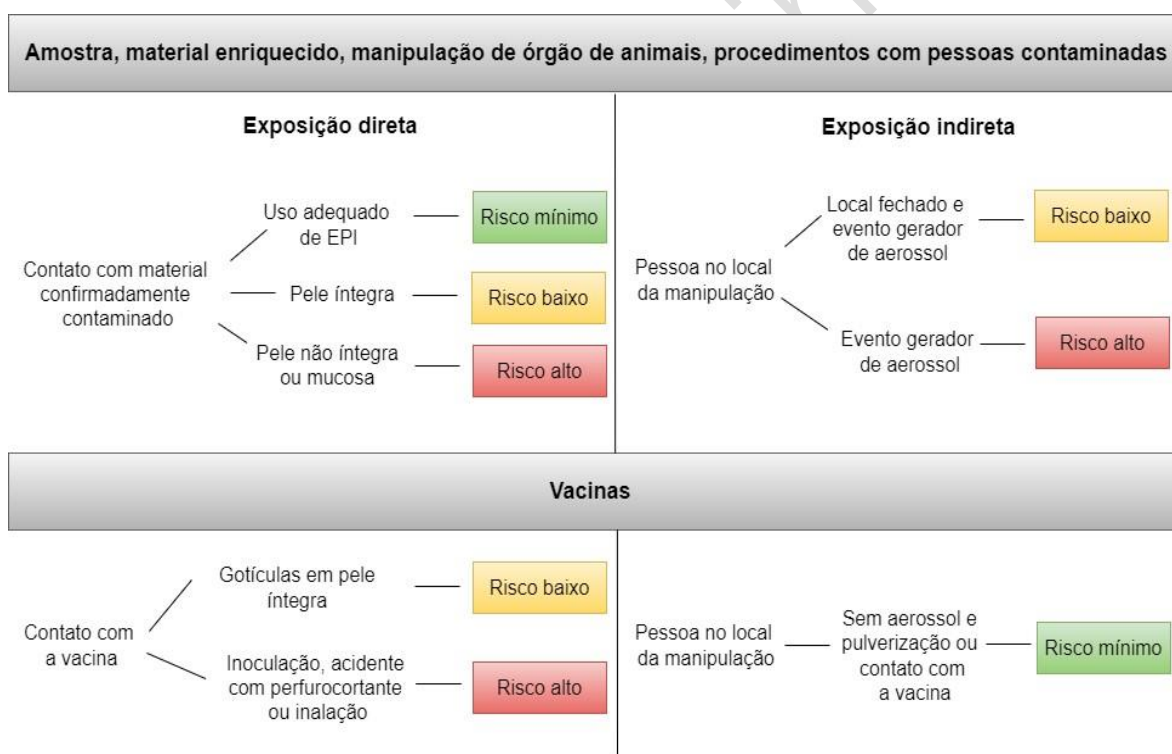 Amostra, material enriquecido, manipulação de órgão de animais, procedimentos com pessoas contaminadas
Exposição direta
Contato com material
confirmadamente
contaminado
Uso adequado
de EPI
Risco mínimo
Pele íntegra
Risco baixo
Pele não íntegra
ou mucosa
Risco alto
Exposição indireta
Pessoa no local
da manipulação
Local fechado e
evento gerador
de aerossol
Risco baixo
Evento gerador
de aerossol
Risco alto
Vacinas
Contato com
a vacina
Gotículas em pele
íntegra
Risco baixo
Inoculação, acidente
com perfurocortante
ou inalação
Risco alto
Pessoa no local
da manipulação
Sem aerossol e
pulverização ou
contato com
a vacina
Risco mínimo